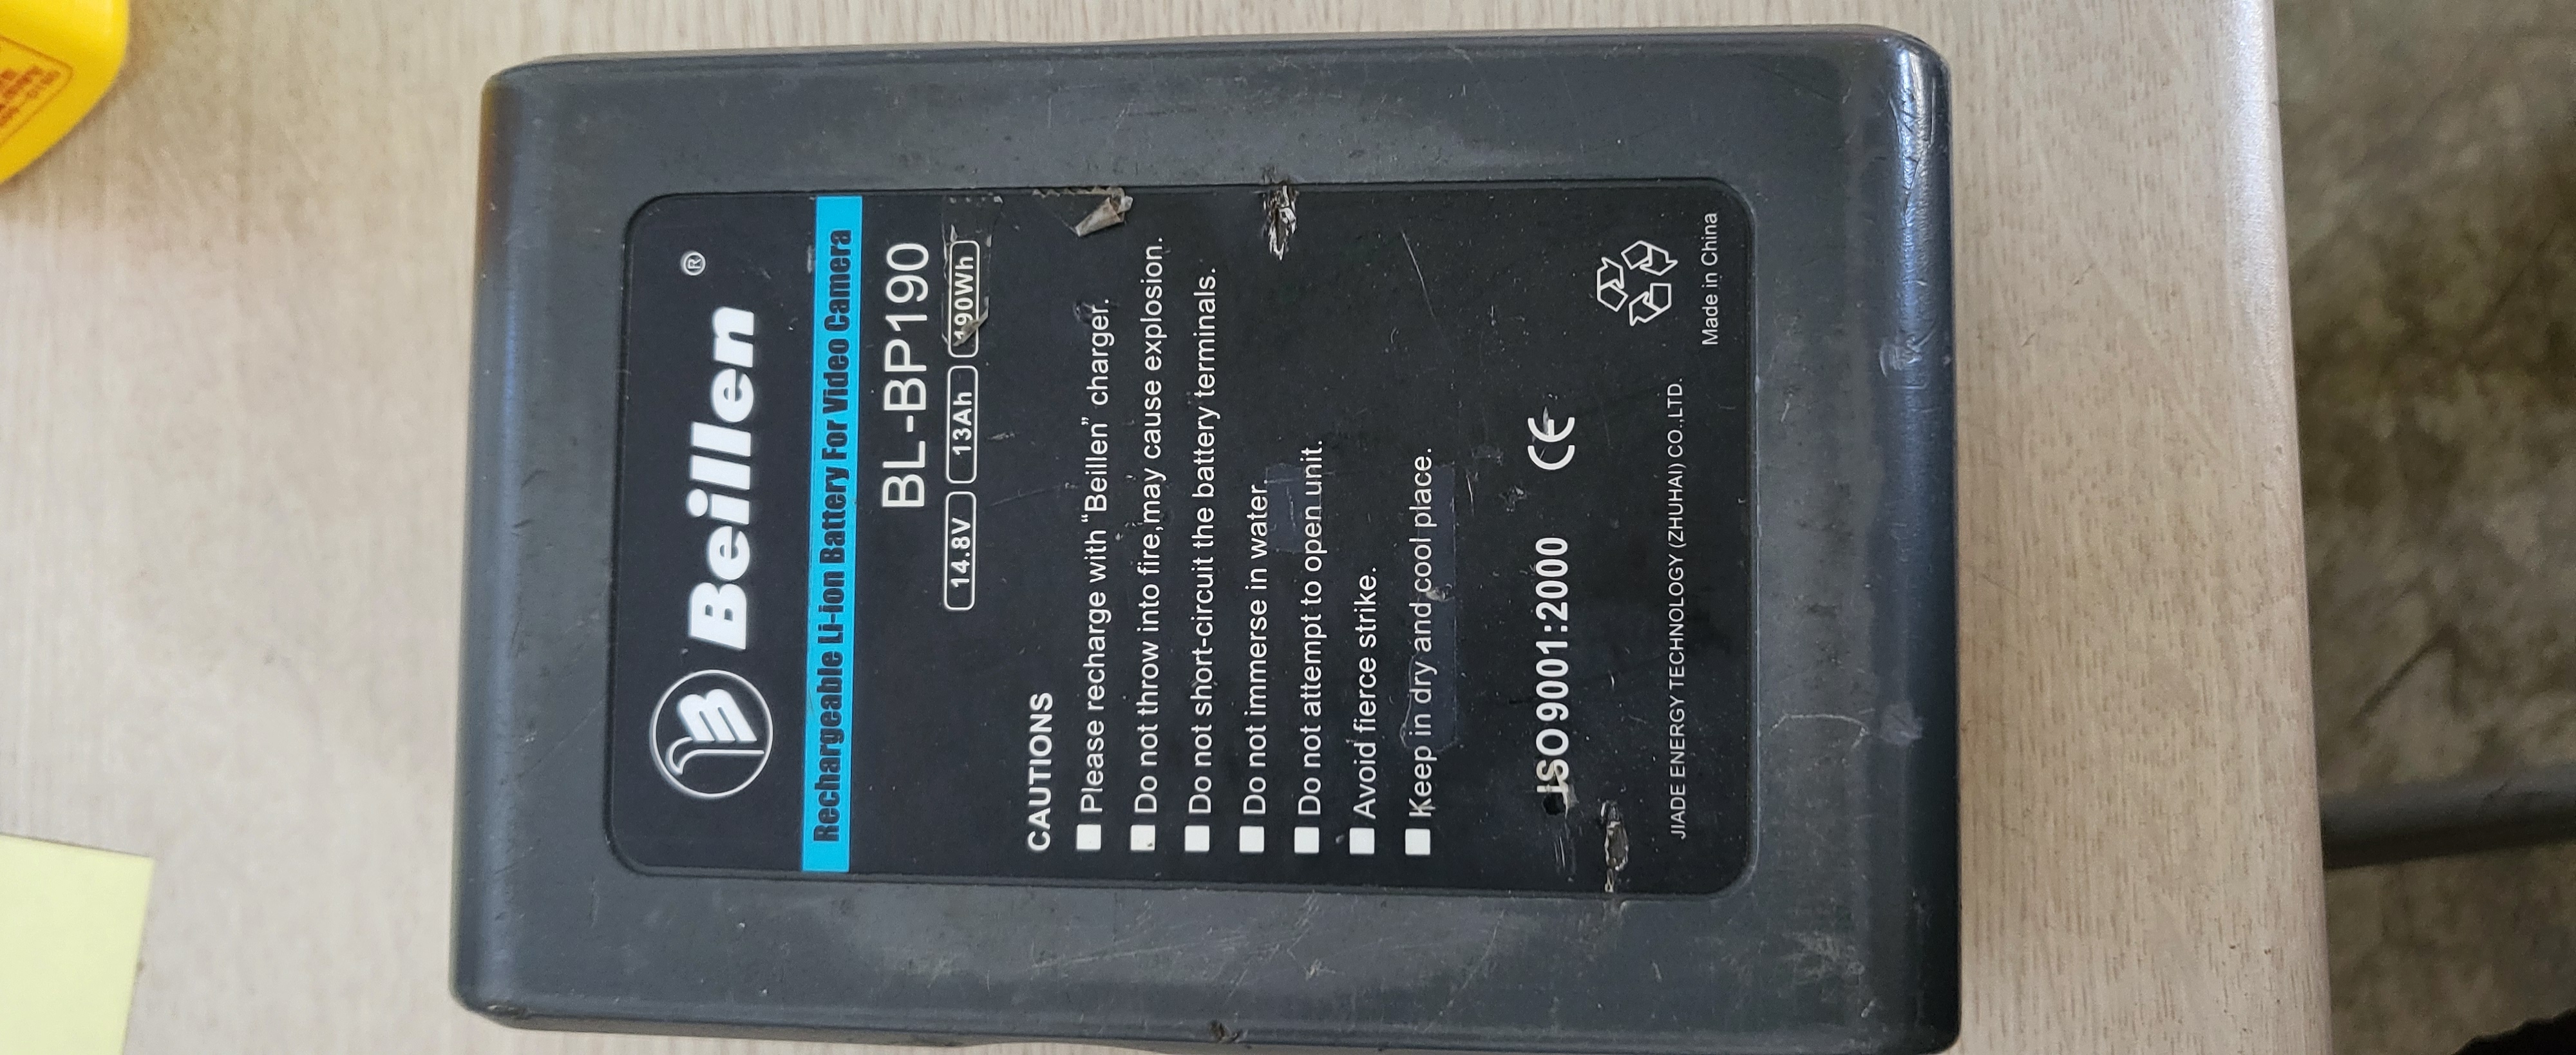 Beillen ®
Rechargeable Li-ion Battery For Video Camera
BL-BP190
14.8V 13Ah 190Wh
CAUTIONS
Please recharge with “Beillen” charger.
Do not throw into fire,may cause explosion.
Do not short-circuit the battery terminals.
Do not immerse in water.
Do not attempt to open unit.
Avoid fierce strike.
Keep in dry and cool place.
ISO9001:2000 CE
JIADE ENERGY TECHNOLOGY (ZHUHAI) CO.,LTD.
Made in China